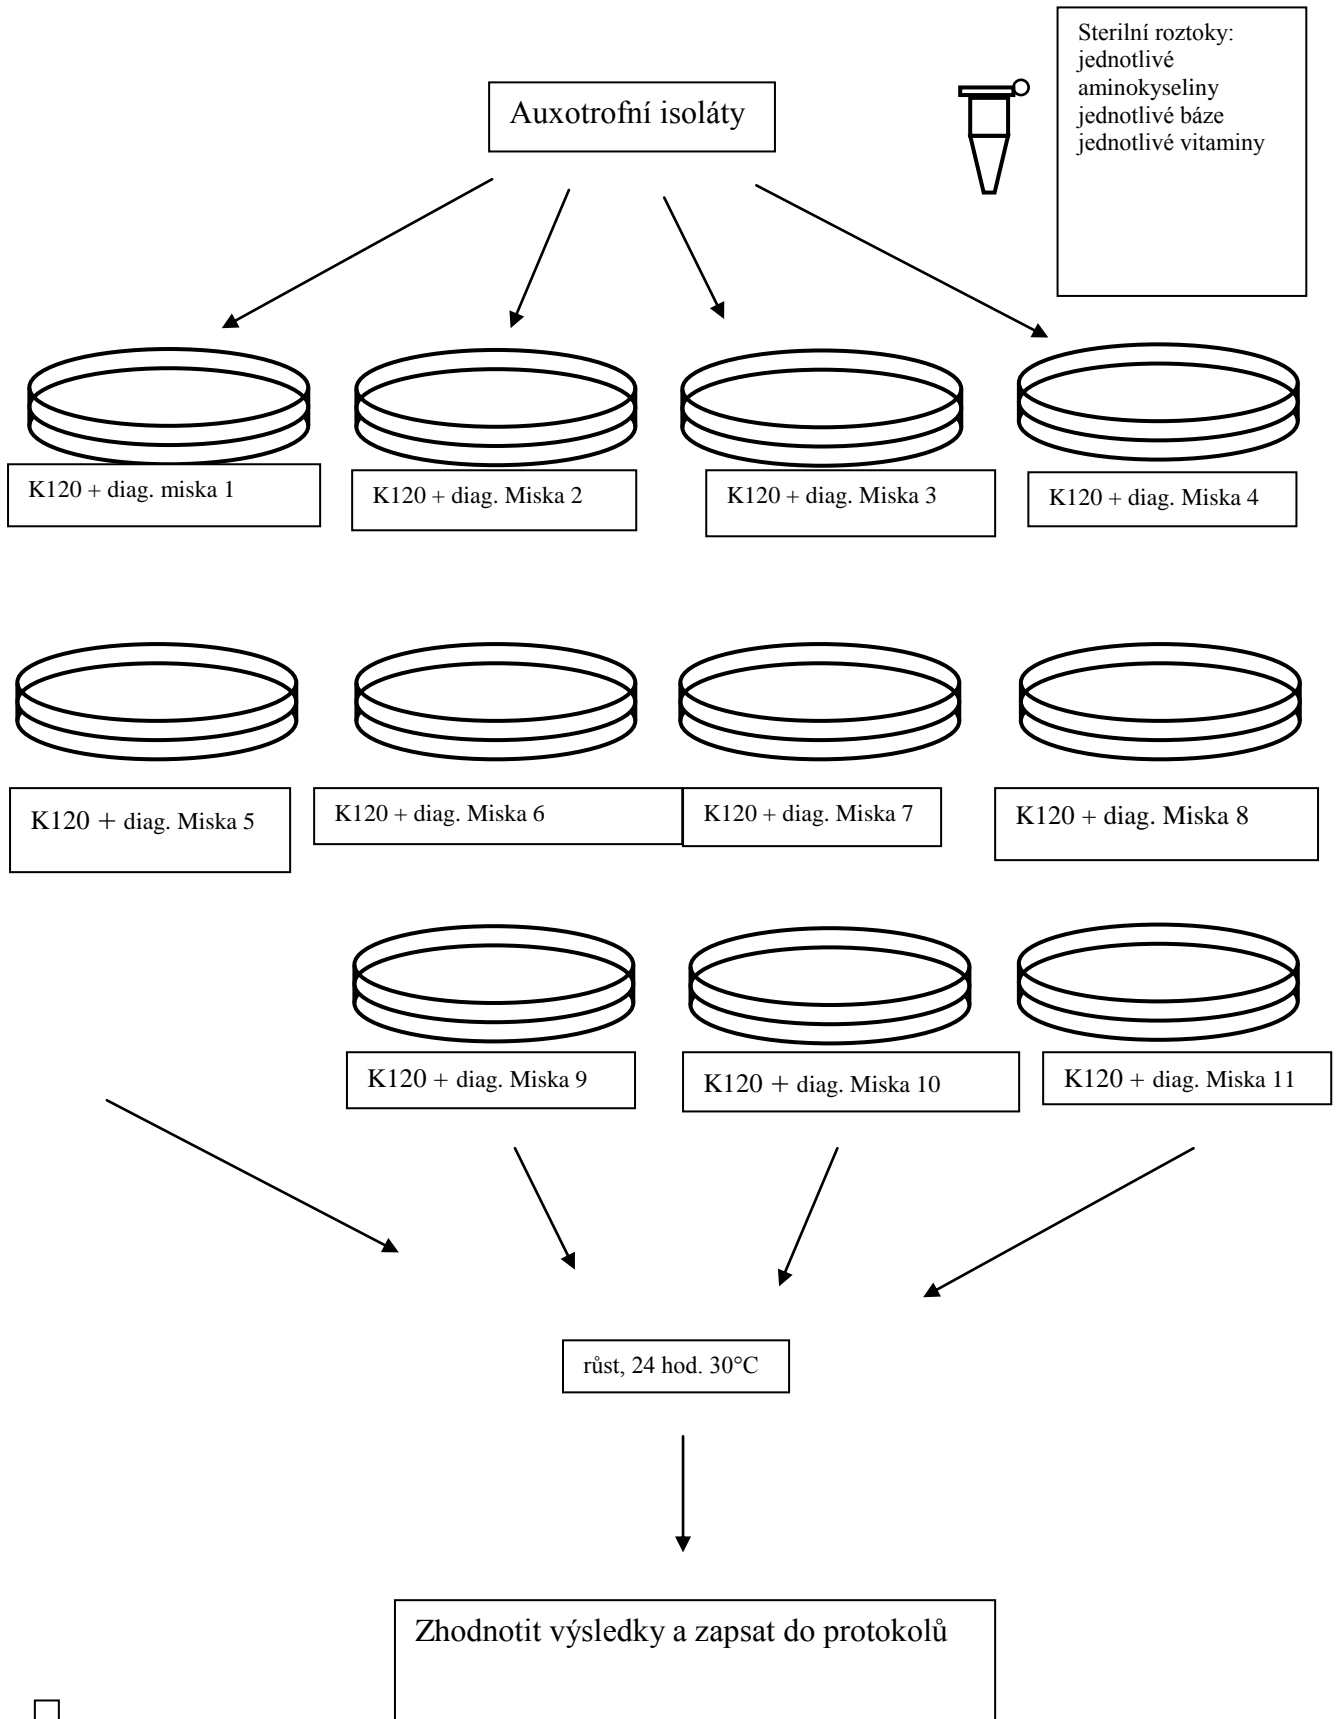 Sterilní roztoky:
jednotlivé
aminokyseliny
jednotlivé báze
jednotlivé vitaminy
Auxotrofní isoláty
K120 + diag. miska 1
K120 + diag. Miska 2
K120 + diag. Miska 3
K120 + diag. Miska 4
K120 + diag. Miska 5
K120 + diag. Miska 6
K120 + diag. Miska 7
K120 + diag. Miska 8
K120 + diag. Miska 9
K120 + diag. Miska 10
K120 + diag. Miska 11
růst, 24 hod. 30°C
Zhodnotit výsledky a zapsat do protokolů